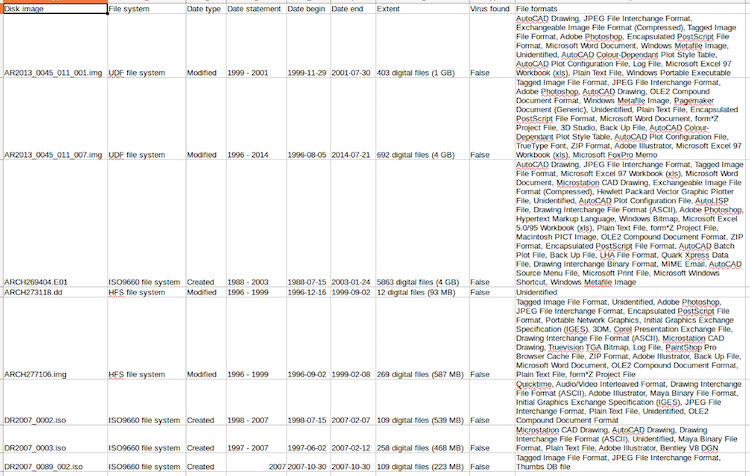 Disk image File system Date type Date statement Date begin Date end Extent Virus found File formats
AutoCAD Drawing, JPEG File Interchange Format,
Exchangeable Image File Format (Compressed), Tagged Image
File Format, Adobe Photoshop, Encapsulated PostScript File
Format, Microsoft Word Document, Windows Metafile Image,
Unidentified, AutoCAD Colour-Dependant Plot Style Table,
AutoCAD Plot Configuration File, Log File, Microsoft Excel 97
AR2013_0045_011_001.img UDF file system Modified 1999 - 2001 1999-11-29 2001-07-30 403 digital files (1 GB) False Workbook (xls), Plain Text File, Windows Portable Executable
Tagged Image File Format, JPEG File Interchange Format,
Adobe Photoshop, AutoCAD Drawing, OLE2 Compound
Document Format, Windows Metafile Image, Pagemaker
Document (Generic), Unidentified, Plain Text File, Encapsulated
PostScript File Format, Microsoft Word Document, form*Z
Project File, 3D Studio, Back Up File, AutoCAD Colour-
Dependant Plot Style Table, AutoCAD Plot Configuration File,
TrueType Font, ZIP Format, Adobe Illustrator, Microsoft Excel
AR2013_0045_011_007.img UDF file system Modified 1996 - 2014 1996-08-05 2014-07-21 692 digital files (4 GB) False 97 Workbook (xls), Microsoft FoxPro Memo
AutoCAD Drawing, JPEG File Interchange Format, Tagged Image
File Format, Microsoft Excel 97 Workbook (xls), Microsoft Word
Document, Microstation CAD Drawing, Exchangeable Image File
Format (Compressed), Hewlett Packard Vector Graphic Plotter
File, Unidentified, AutoCAD Plot Configuration File, AutoLISP
File, Drawing Interchange File Format (ASCII), Adobe Photoshop,
Hypertext Markup Language, Windows Bitmap, Microsoft Excel
5.0/95 Workbook (xls), Plain Text File, form*Z Project File,
Macintosh PICT Image, OLE2 Compound Document Format, ZIP
Format, Encapsulated PostScript File Format, AutoCAD Batch
Plot File, Back Up File, LHA File Format, Quark Xpress Data
File, Drawing Interchange Binary Format, MIME Email, AutoCAD
Source Menu File, Microsoft Print File, Microsoft Windows
ARCH269404.E01 ISO9660 file system Created 1988 - 2003 1988-07-15 2003-01-24 5863 digital files (4 GB) False Shortcut, Windows Metafile Image
ARCH273118.dd HFS file system Modified 1996 - 1999 1996-12-16 1999-09-02 12 digital files (93 MB) False Unidentified
Tagged Image File Format, Unidentified, Adobe Photoshop,
JPEG File Interchange Format, Encapsulated PostScript File
Format, Portable Network Graphics, Initial Graphics Exchange
Specification (IGES), 3DM, Corel Presentation Exchange File,
Drawing Interchange File Format (ASCII), Microstation CAD
Drawing, Truevision TGA Bitmap, Log File, PaintShop Pro
Browser Cache File, ZIP Format, Adobe Illustrator, Back Up File,
Microsoft Word Document, OLE2 Compound Document Format,
ARCH277106.img HFS file system Modified 1996 - 1999 1996-09-02 1999-02-08 269 digital files (587 MB) False Plain Text File, form*Z Project File
Quicktime, Audio/Video Interleaved Format, Drawing Interchange
File Format (ASCII), Adobe Illustrator, Maya Binary File Format,
Initial Graphics Exchange Specification (IGES), JPEG File
Interchange Format, Plain Text File, Unidentified, OLE2
DR2007_0002.iso ISO9660 file system Created 1998 - 2007 1998-07-15 2007-02-07 109 digital files (539 MB) False Compound Document Format
Microstation CAD Drawing, AutoCAD Drawing, Drawing
Interchange File Format (ASCII), Unidentified, Maya Binary File
DR2007_0003.iso ISO9660 file system Created 1997 - 2007 1997-06-02 2007-02-12 258 digital files (468 MB) False Format, Plain Text File, Adobe Illustrator, Bentley V8 DGN
Tagged Image File Format, JPEG File Interchange Format,
DR2007_0089_002.iso ISO9660 file system Created 2007 2007-10-30 2007-10-30 109 digital files (223 MB) False Thumbs DB file